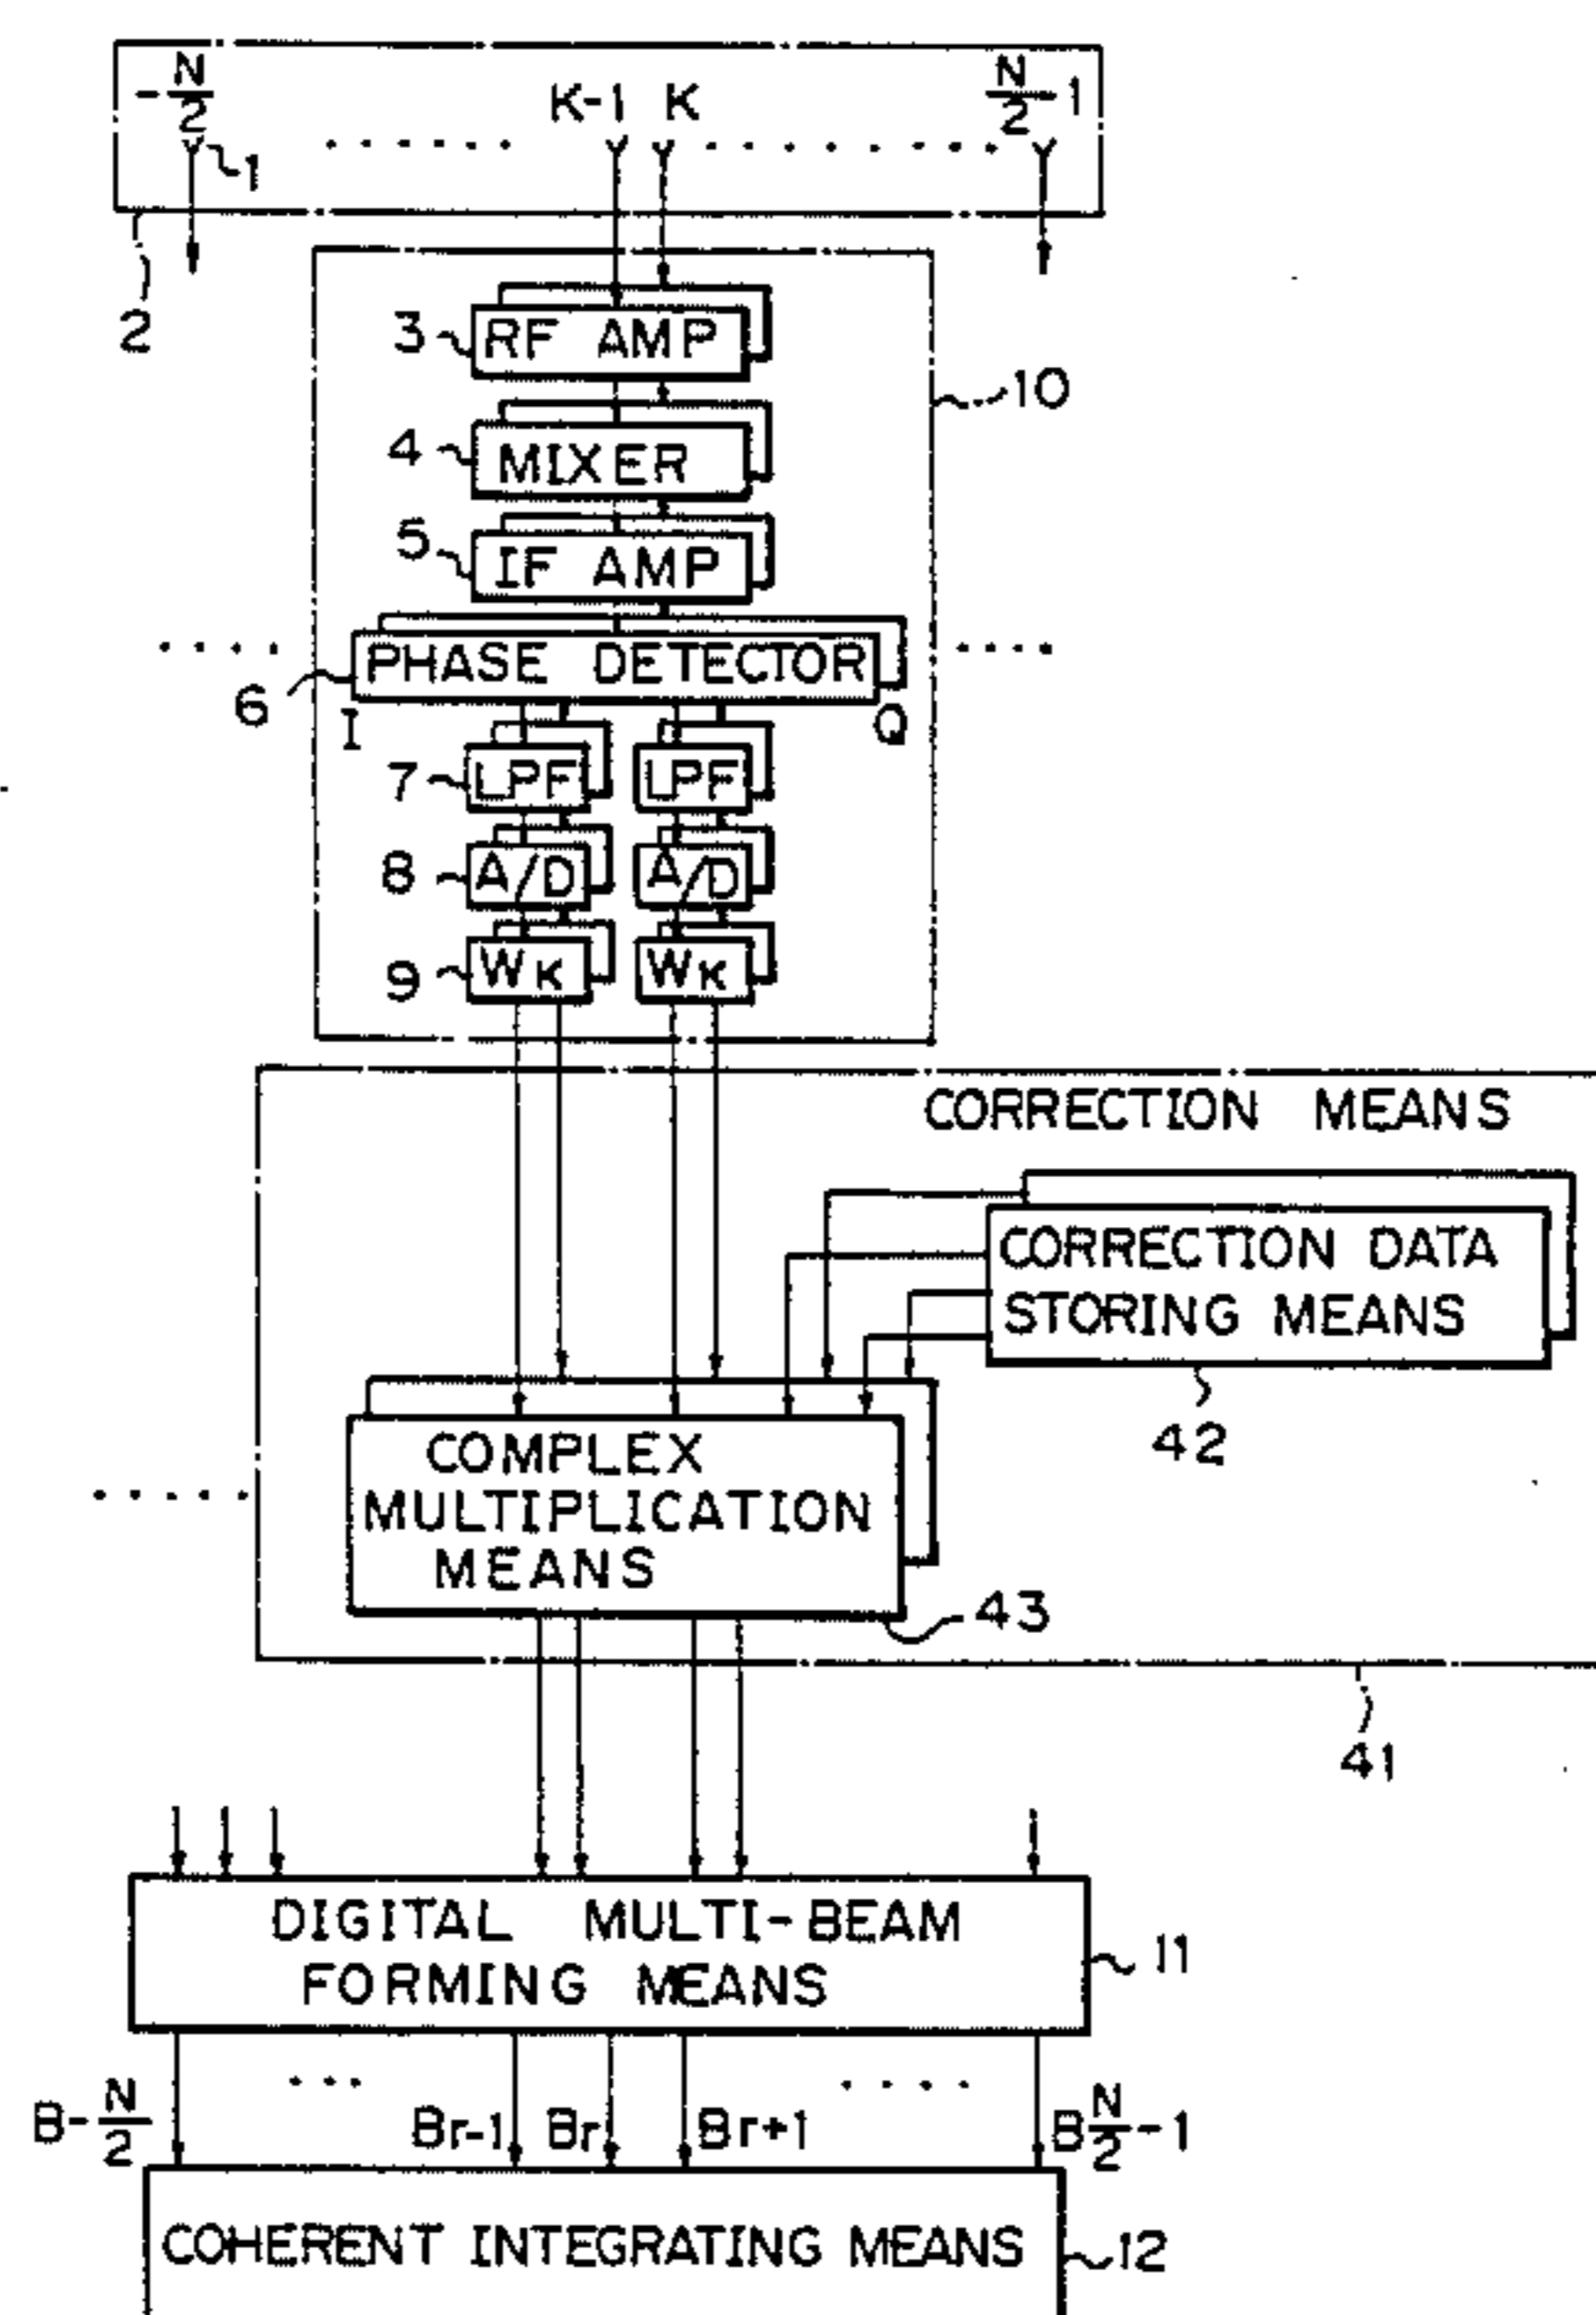 -N/2 K-1 K N/2-1
1
2
3 RF AMP
10
4 MIXER
5 IF AMP
PHASE DETECTOR
6 I Q
7 LPF LPF
8 A/D A/D
9 WK WK
CORRECTION MEANS
CORRECTION DATA
STORING MEANS
42
COMPLEX
MULTIPLICATION
MEANS
43
41
DIGITAL MULTI-BEAM
FORMING MEANS
11
B-N/2 Br-1 Br Br+1 BN/2-1
COHERENT INTEGRATING MEANS 12